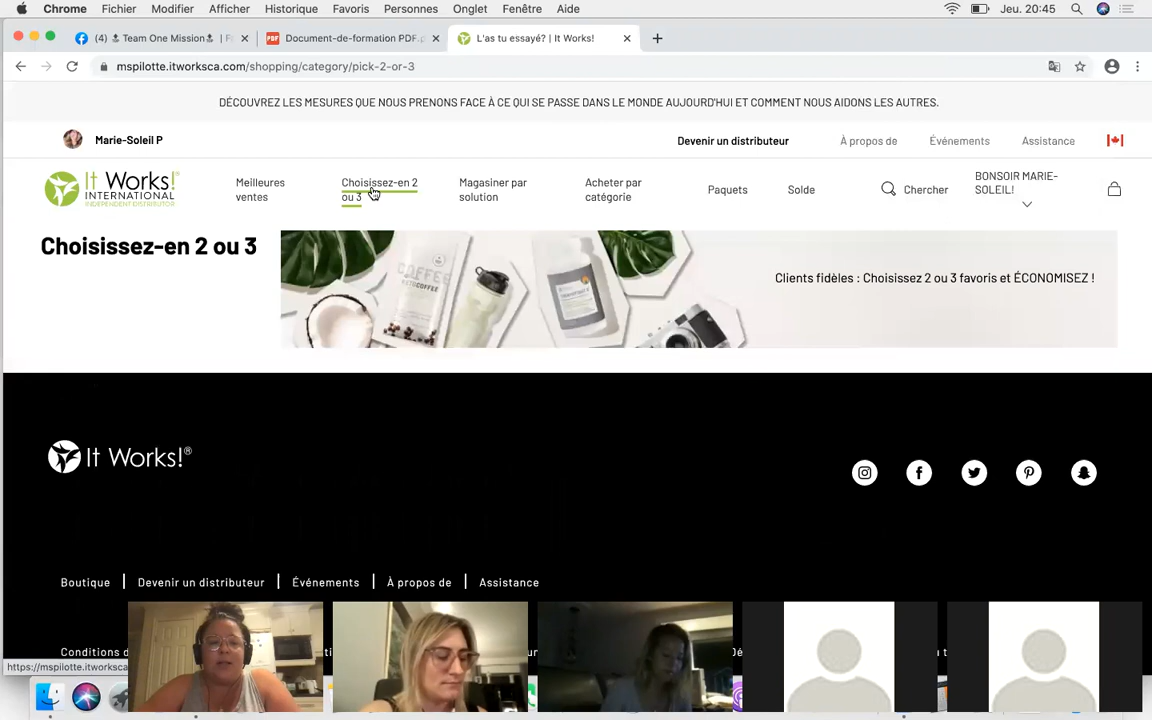 Chrome Fichier Modifier Afficher Historique Favoris Personnes Onglet Fenêtre Aide Jeu. 20:45
(4) Team One Mission | F
Document-de-formation PDF.p
L'as tu essayé? | It Works!
mspilotte.itworksca.com/shopping/category/pick-2-or-3
DÉCOUVREZ LES MESURES QUE NOUS PRENONS FACE À CE QUI SE PASSE DANS LE MONDE AUJOURD'HUI ET COMMENT NOUS AIDONS LES AUTRES.
Marie-Soleil P
Devenir un distributeur À propos de Événements Assistance
It Works!
INTERNATIONAL
INDEPENDENT DISTRIBUTOR
Meilleures
ventes
Choisissez-en 2
ou 3
Magasiner par
solution
Acheter par
catégorie
Paquets
Solde
Chercher
BONSOIR MARIE-
SOLEIL!
Choisissez-en 2 ou 3
COFFEE
KETOCOFFEE
Clients fidèles : Choisissez 2 ou 3 favoris et ÉCONOMISEZ !
It Works!®
Boutique | Devenir un distributeur | Événements | À propos de | Assistance
Conditions d
https://mspilotte.itworksca